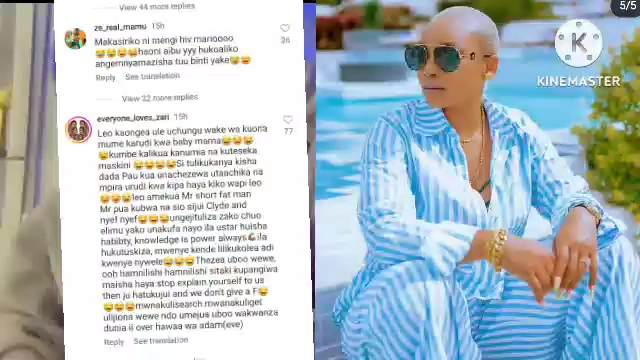 5/5
View 44 more replies
ze_real_mamu 15h
Makasiriko ni mengi hiv marioooo
😅😅😅😅haoni aibu yyy hukoaliko
angemnyamazisha tuu binti yake😅😅
26
Reply See translation
View 22 more replies
everyone_loves_zari 15h
Leo kaongea ule uchungu wake wa kuona
77
mume karudi kwa baby mama😅😅😅
😅kumbe kalikua kanumia na kuteseka
maskini 😅😅😅😅Si tulikukanya kisha
dada Pau kua unachezewa utaachika na
mpira urudi kwa kipa haya kiko wapi leo
😅😅😅leo amekua Mr short fat man
Mr pua kubwa na sio sijui Clyde and
nyef nyef😅😅😅ungejituliza zako chuo
elimu yako unakufa nayo ila ustar huisha
habibty, knowledge is power always💪🏽ila
hukutuskiza, mwenye kende lilikukolea adi
kwenye nywele😅😅😅Thezea uboo wewe,
ooh hamnilishi hamnilishi sitaki kupangiwa
maisha haya stop explain yourself to us
then ju hatukujui and we don't give a F😅
😅😅😅mwnakulisearch mwanakuliget
ulijiona wewe ndo umejua uboo wakwanza
dunia ii over hawaa wa adam(eve)
Reply See translation
K
KINEMASTER